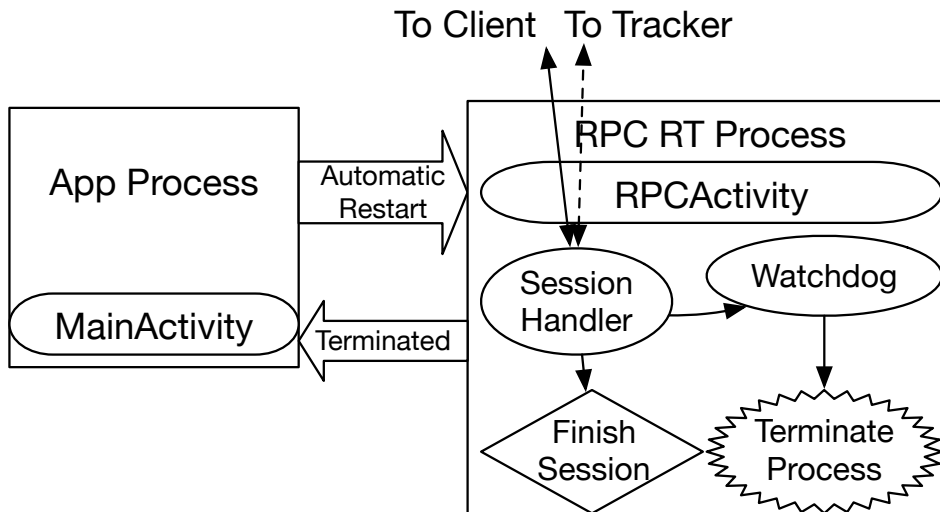 To Client To Tracker
App Process
MainActivity
Automatic
Restart
Terminated
RPC RT Process
RPCActivity
Session
Handler
Watchdog
Finish
Session
Terminate
Process